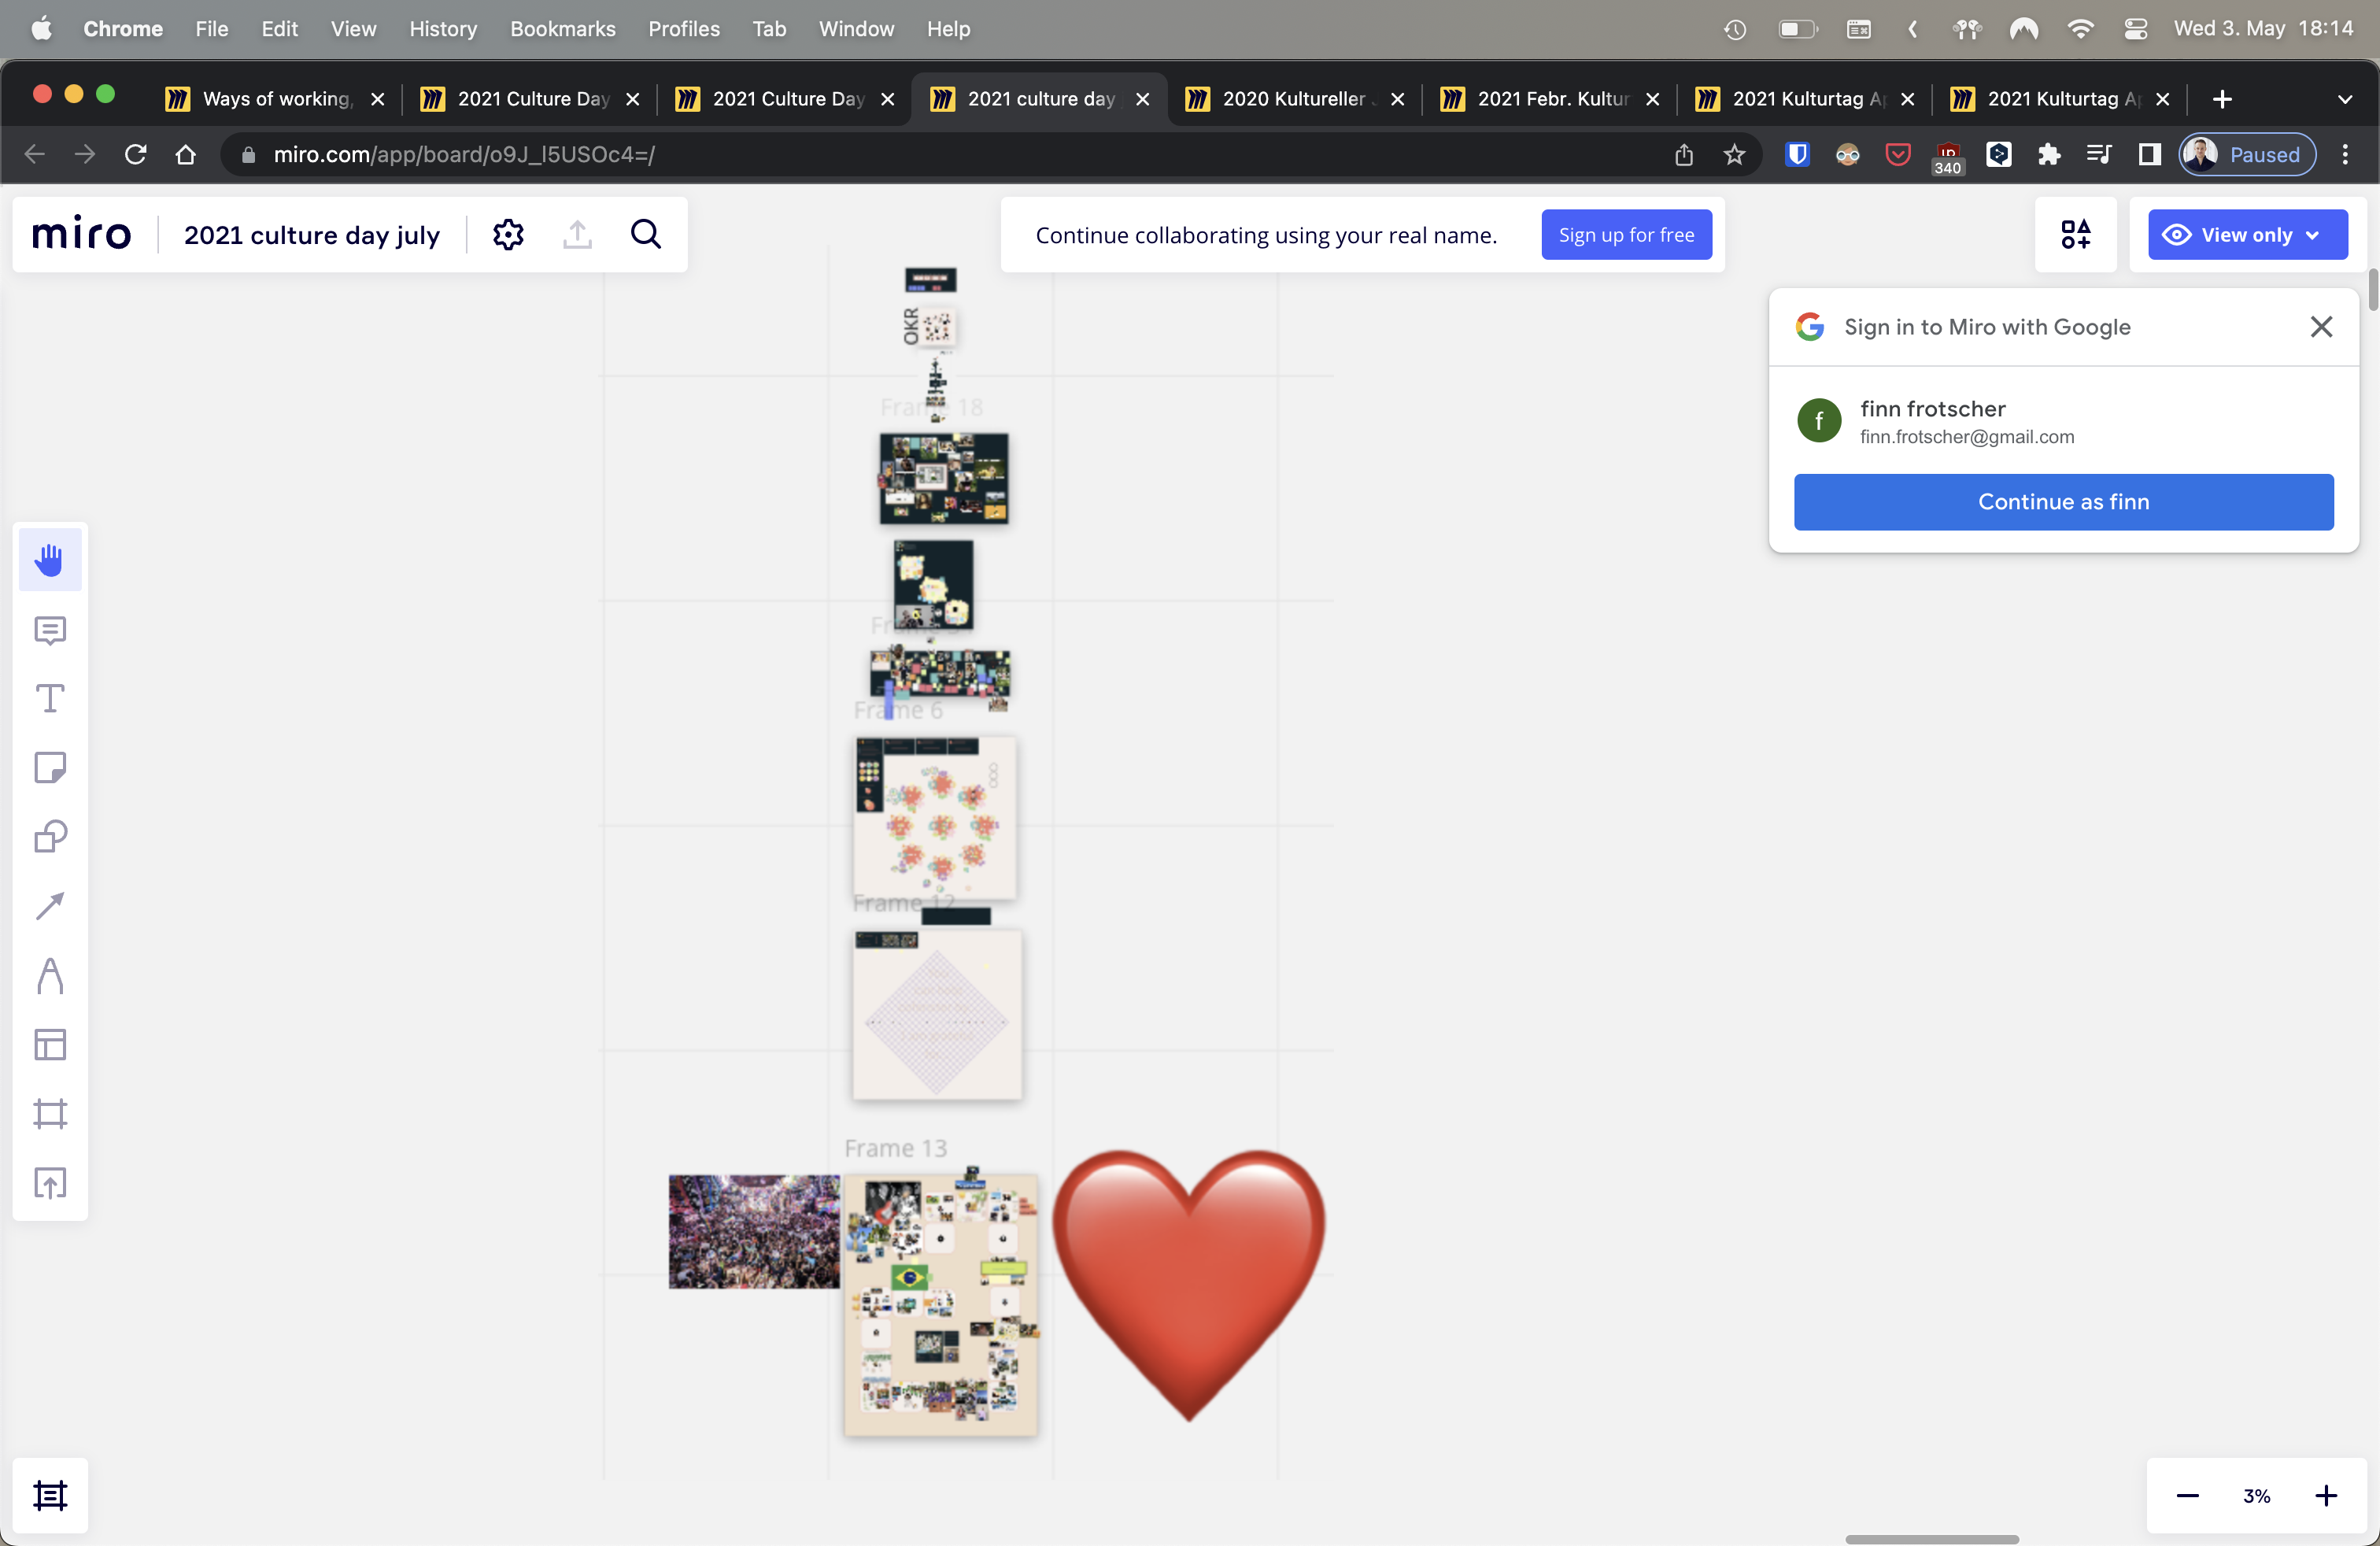 Chrome File Edit View History Bookmarks Profiles Tab Window Help Wed 3. May 18:14
Ways of working, 2021 Culture Day 2021 Culture Day 2021 culture day 2020 Kultureller 2021 Febr. Kultur 2021 Kulturtag Ap 2021 Kulturtag Ap
miro.com/app/board/o9J_l5USOc4=/ 340 Paused
miro 2021 culture day july Continue collaborating using your real name. Sign up for free View only
Sign in to Miro with Google
finn frotscher
f
finn.frotscher@gmail.com
Continue as finn
OKR
Frame 18
Frame 6
Frame 12
Frame 13
3%